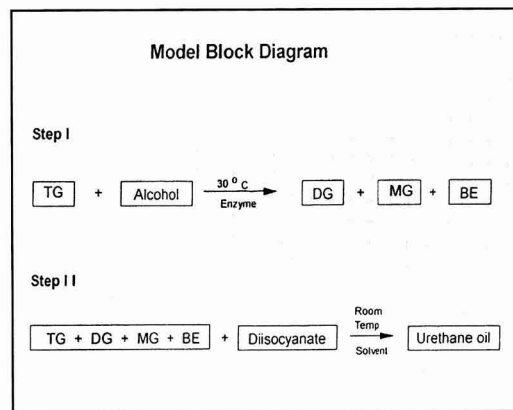 Model Block Diagram
Step I
TG + Alcohol 30 ° C Enzyme DG + MG + BE
Step II
TG + DG + MG + BE + Diisocyanate Room Temp Solvent Urethane oil